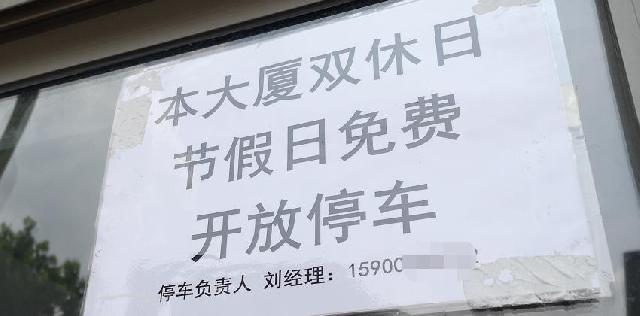 本大厦双休日
节假日免费
开放停车
停车负责人 刘经理：15900